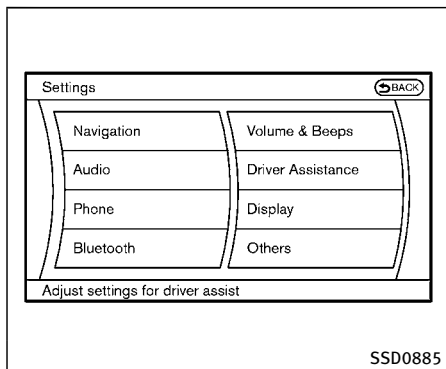 Settings
BACK
Navigation
Volume & Beeps
Audio
Driver Assistance
Phone
Display
Bluetooth
Others
Adjust settings for driver assist
SSD0885